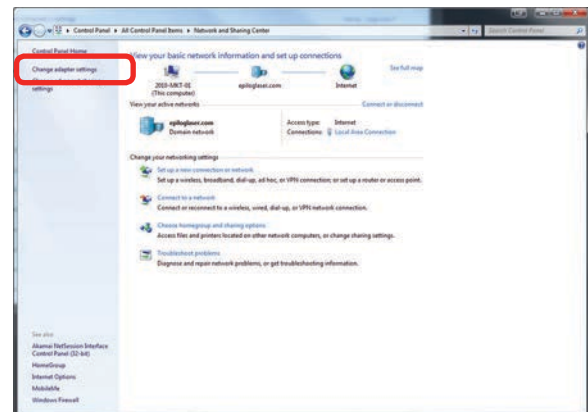 Control Panel ▸ All Control Panel Items ▸ Network and Sharing Center
Search Control Panel
Control Panel Home
Change adapter settings
settings
View your basic network information and set up connections
See full map
2010-MKT-01
(This computer)
epiloglaser.com
Internet
View your active networks
Connect or disconnect
epiloglaser.com
Domain network
Access type: Internet
Connections: Local Area Connection
Change your networking settings
Set up a new connection or network
Set up a wireless, broadband, dial-up, ad hoc, or VPN connection; or set up a router or access point.
Connect to a network
Connect or reconnect to a wireless, wired, dial-up, or VPN network connection.
Choose homegroup and sharing options
Access files and printers located on other network computers, or change sharing settings.
Troubleshoot problems
Diagnose and repair network problems, or get troubleshooting information.
See also
Akamai NetSession Interface
Control Panel (32-bit)
HomeGroup
Internet Options
MobileMe
Windows Firewall